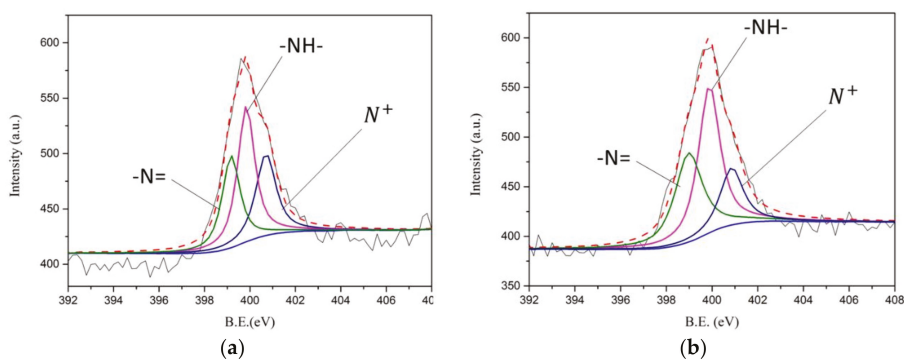 600
550
500
450
400
Intensity (a.u.)
-NH-
N⁺
-N=
392 394 396 398 400 402 404 406 40
B.E.(eV)
(a)
600
550
500
450
400
350
Intensity (a.u.)
-NH-
N⁺
-N=
392 394 396 398 400 402 404 406 408
B.E. (eV)
(b)